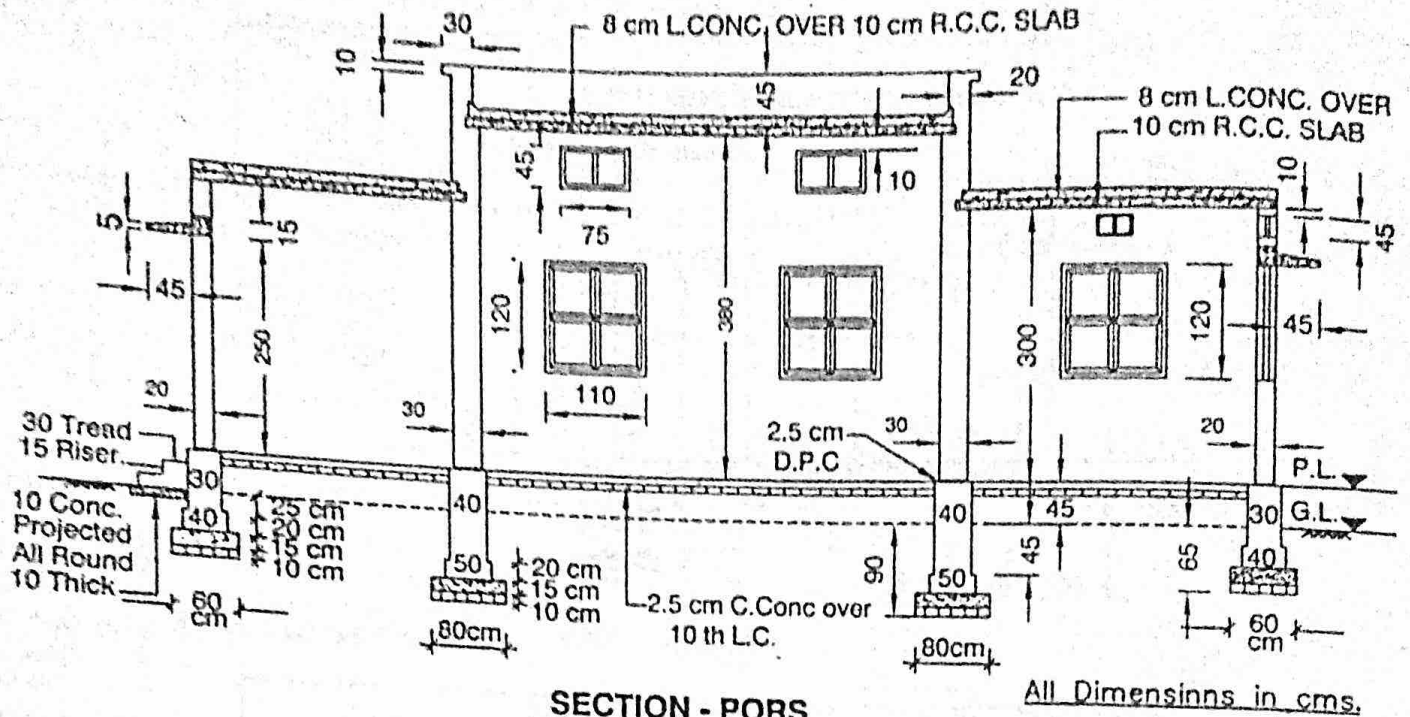 30
8 cm L.CONC. OVER 10 cm R.C.C. SLAB
10
45
20
8 cm L.CONC. OVER
10 cm R.C.C. SLAB
45
10
10
45
5
15
75
45
120
380
300
120
45
250
110
20
30
2.5 cm
D.P.C
30
20
30 Tread
15 Riser
P.L.
30
40
40
45
30
G.L.
10 Conc.
Projected
All Round
10 Thick
40
25 cm
20 cm
15 cm
10 cm
50
20 cm
15 cm
10 cm
90
50
45
65
40
2.5 cm C.Conc over
10 th L.C.
60
cm
80cm
80cm
60
cm
SECTION - PQRS
All Dimensinns in cms.